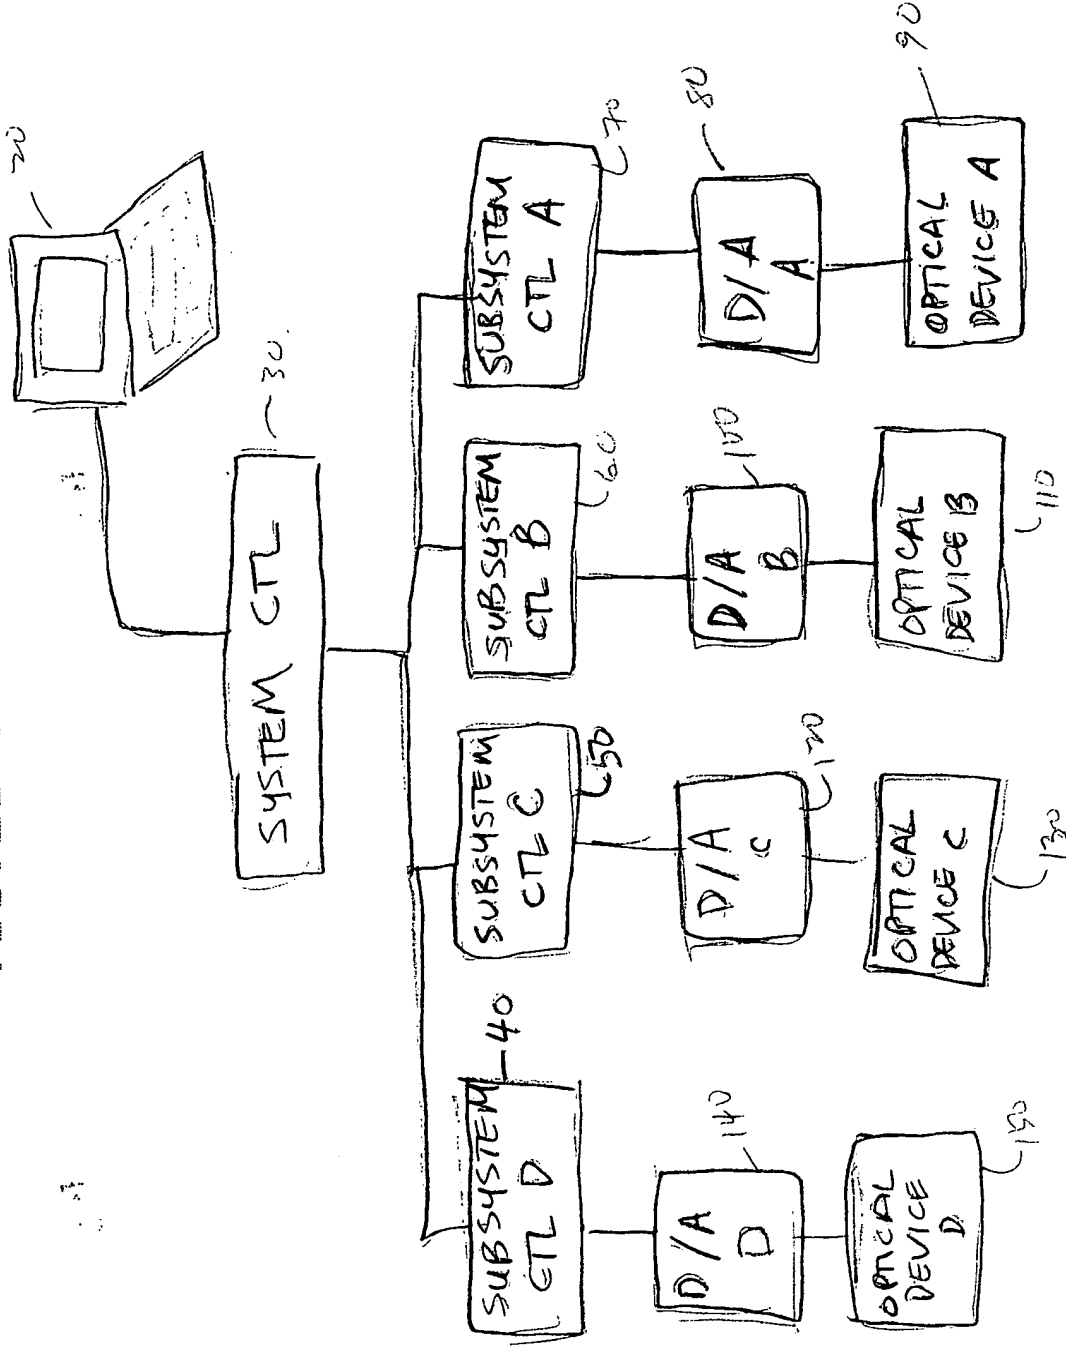 20
SYSTEM CTL
30
SUBSYSTEM
CTL D
40
SUBSYSTEM
CTL C
50
SUBSYSTEM
CTL B
60
SUBSYSTEM
CTL A
70
D/A
D
140
D/A
C
120
D/A
B
100
D/A
A
80
OPTICAL
DEVICE
D
150
OPTICAL
DEVICE C
130
OPTICAL
DEVICE B
110
OPTICAL
DEVICE A
90